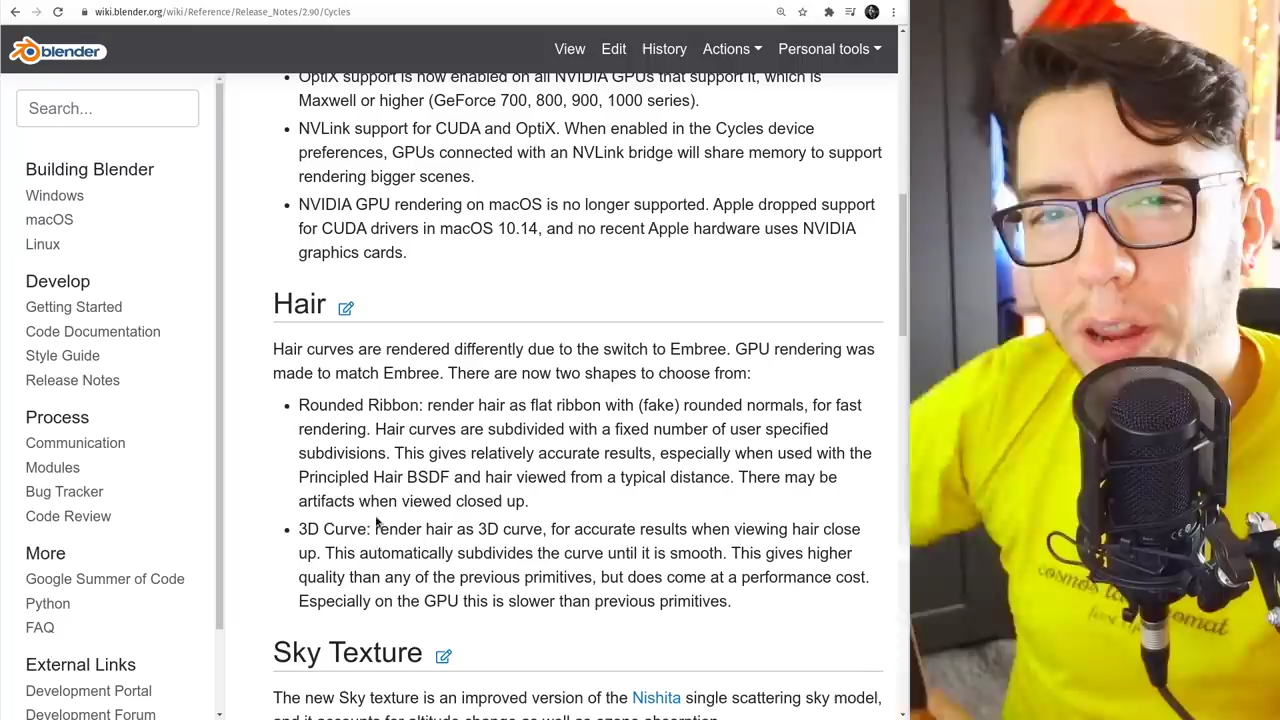 wiki.blender.org/wiki/Reference/Release_Notes/2.90/Cycles
blender
View Edit History Actions Personal tools
Search...
Building Blender
Windows
macOS
Linux
Develop
Getting Started
Code Documentation
Style Guide
Release Notes
Process
Communication
Modules
Bug Tracker
Code Review
More
Google Summer of Code
Python
FAQ
External Links
Development Portal
Development Forum
OptiX support is now enabled on all NVIDIA GPUs that support it, which is
Maxwell or higher (GeForce 700, 800, 900, 1000 series).
NVLink support for CUDA and OptiX. When enabled in the Cycles device
preferences, GPUs connected with an NVLink bridge will share memory to support
rendering bigger scenes.
NVIDIA GPU rendering on macOS is no longer supported. Apple dropped support
for CUDA drivers in macOS 10.14, and no recent Apple hardware uses NVIDIA
graphics cards.
Hair
Hair curves are rendered differently due to the switch to Embree. GPU rendering was
made to match Embree. There are now two shapes to choose from:
Rounded Ribbon: render hair as flat ribbon with (fake) rounded normals, for fast
rendering. Hair curves are subdivided with a fixed number of user specified
subdivisions. This gives relatively accurate results, especially when used with the
Principled Hair BSDF and hair viewed from a typical distance. There may be
artifacts when viewed closed up.
3D Curve: render hair as 3D curve, for accurate results when viewing hair close
up. This automatically subdivides the curve until it is smooth. This gives higher
quality than any of the previous primitives, but does come at a performance cost.
Especially on the GPU this is slower than previous primitives.
Sky Texture
The new Sky texture is an improved version of the Nishita single scattering sky model,
and it accounts for altitude change as well as ozone absorption.
cosmos